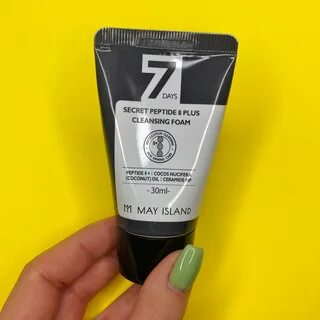 7
DAYS
SECRET PEPTIDE 8 PLUS
CLEANSING FOAM
PEPTIDE 8+ | COCOS NUCIFERA
(COCONUT) OIL | CERAMIDE NP
- 30ml-
MAY ISLAND